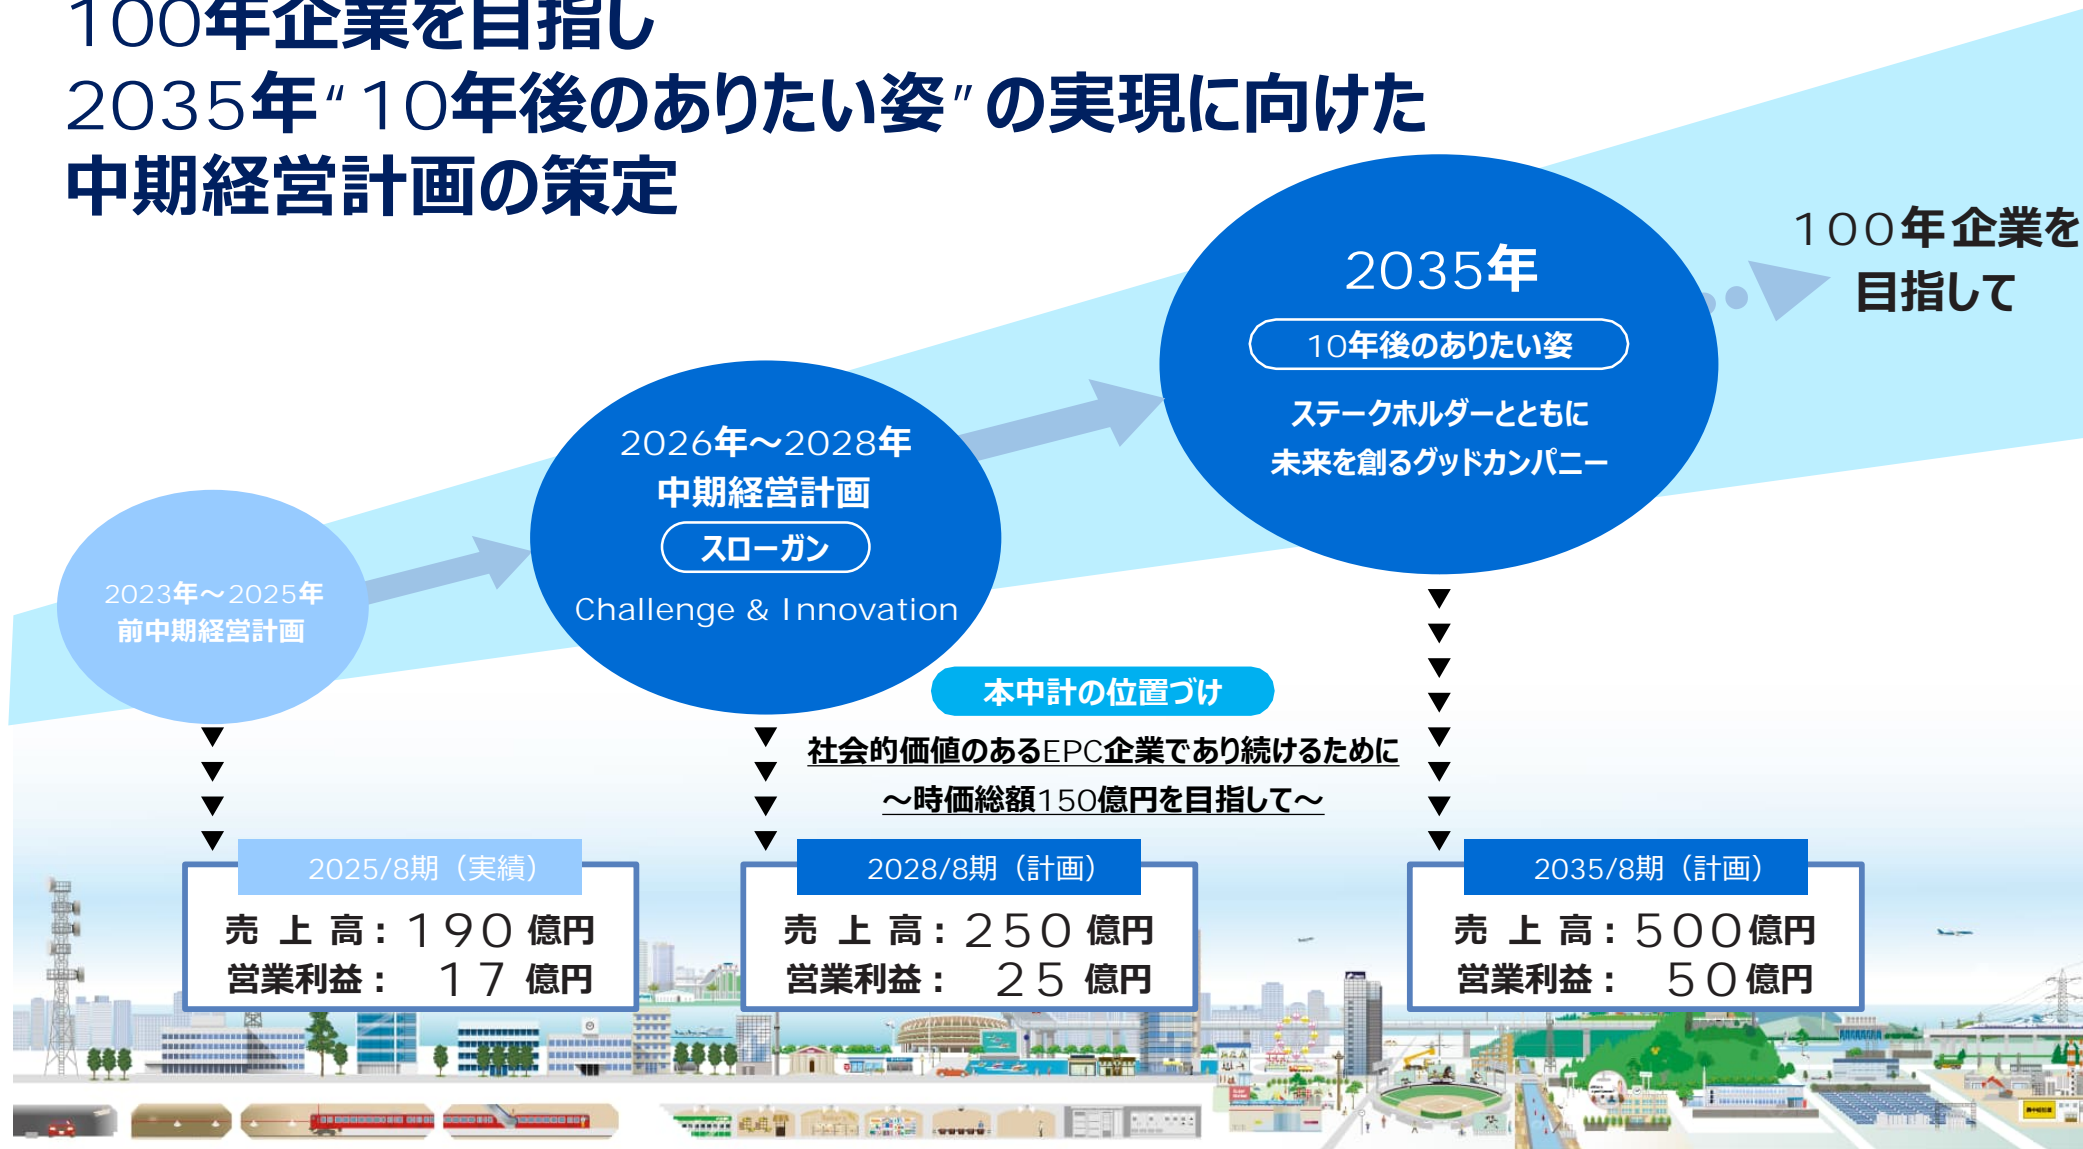 100年企業を目指し
2035年“10年後のありたい姿”の実現に向けた
中期経営計画の策定
100年企業を
目指して
2035年
10年後のありたい姿
ステークホルダーとともに
未来を創るグッドカンパニー
2026年～2028年
中期経営計画
スローガン
Challenge & Innovation
2023年～2025年
前中期経営計画
本中計の位置づけ
社会的価値のあるEPC企業であり続けるために
～時価総額150億円を目指して～
2025/8期（実績）
売上高：190億円
営業利益：17億円
2028/8期（計画）
売上高：250億円
営業利益：25億円
2035/8期（計画）
売上高：500億円
営業利益：50億円